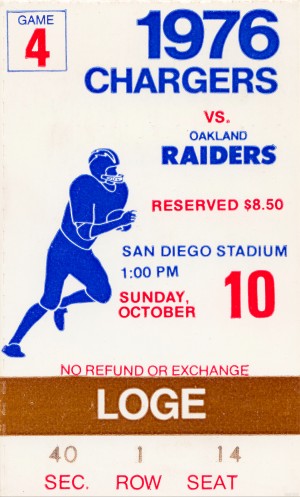 GAME
4
1976
CHARGERS
VS.
OAKLAND
RAIDERS
RESERVED $8.50
SAN DIEGO STADIUM
1:00 PM
SUNDAY,
OCTOBER 10
NO REFUND OR EXCHANGE
LOGE
40 1 14
SEC. ROW SEAT